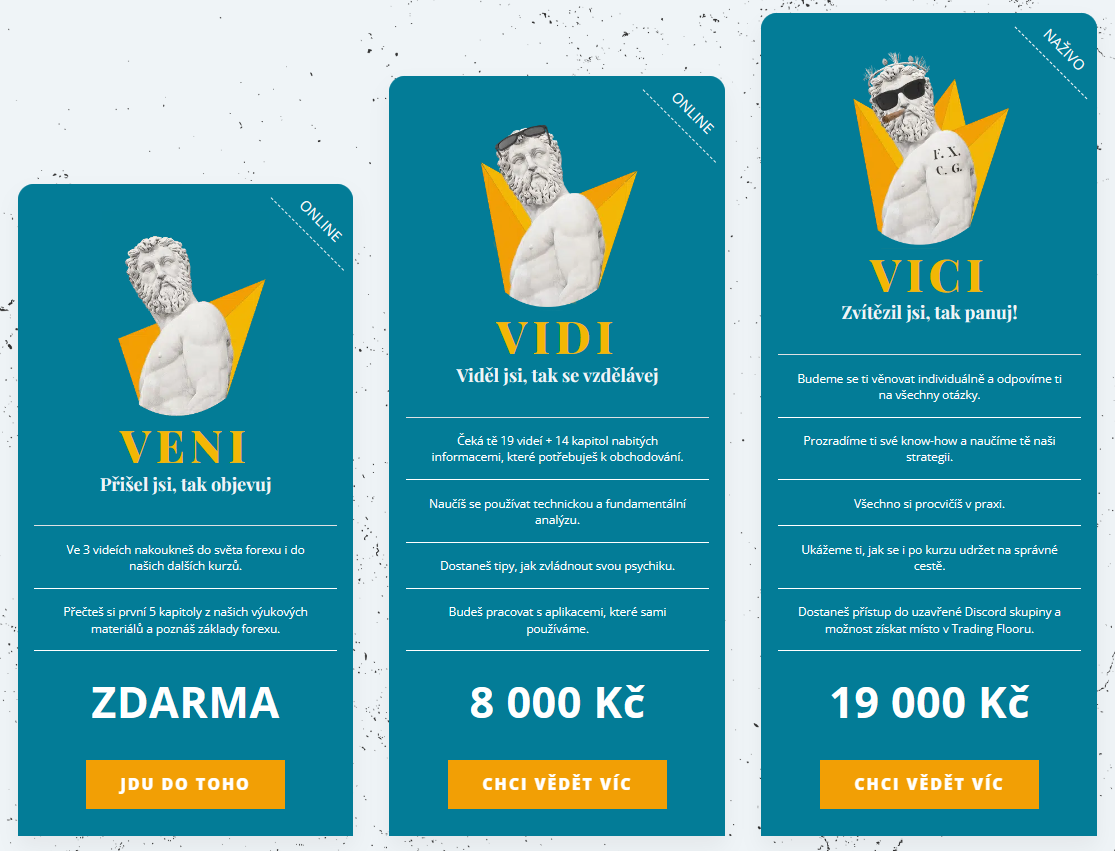 ONLINE
VENI
Přišel jsi, tak objevuj
Ve 3 videích nakoukneš do světa forexu i do
našich dalších kurzů.
Přečteš si první 5 kapitoly z našich výukových
materiálů a poznáš základy forexu.
ZDARMA
JDU DO TOHO
ONLINE
VIDI
Viděl jsi, tak se vzdělávej
Čeká tě 19 videí + 14 kapitol nabitých
informacemi, které potřebuješ k obchodování.
Naučíš se používat technickou a fundamentální
analýzu.
Dostaneš tipy, jak zvládnout svou psychiku.
Budeš pracovat s aplikacemi, které sami
používáme.
8 000 Kč
CHCI VĚDĚT VÍC
NAŽIVO
F. X.
C. G.
VICI
Zvítězil jsi, tak panuj!
Budeme se ti věnovat individuálně a odpovíme ti
na všechny otázky.
Prozradíme ti své know-how a naučíme tě naši
strategii.
Všechno si procvičíš v praxi.
Ukážeme ti, jak se i po kurzu udržet na správné
cestě.
Dostaneš přístup do uzavřené Discord skupiny a
možnost získat místo v Trading Flooru.
19 000 Kč
CHCI VĚDĚT VÍC